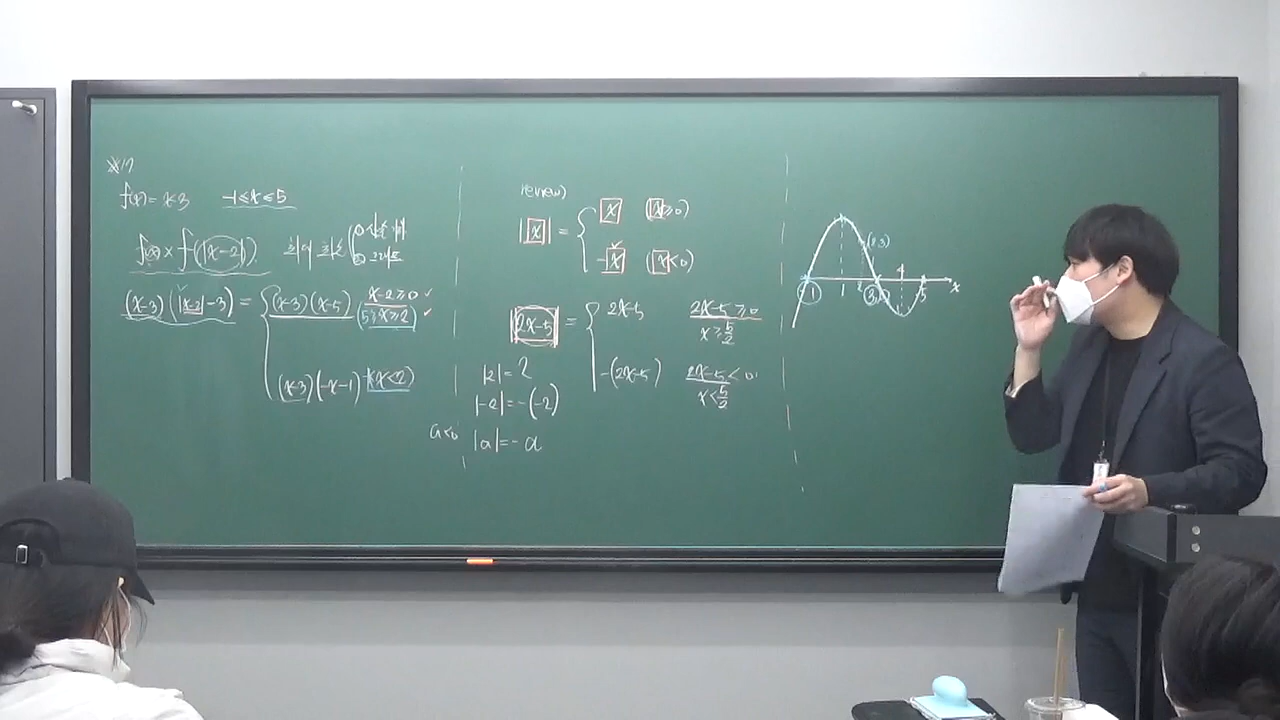 ※17
f(x)=x-3 -1≤x≤5
f(x)×f(|x-2|)
(x-3)(|x-2|-3)= (x-3)(x-5) x-2≥0 ✓
(5≥x≥2) ✓
(x-3)(-x-1) (x<2)
review)
|x| = x (x≥0)
-x (x<0)
|2x-5| = 2x-5 2x-5≥0
x≥5/2
-(2x-5) 2x-5<0
x<5/2
|2|=2
|-2|=-(-2)
a<0 |a|=-a
(2,3)
-1 1 2 3 4 5 x